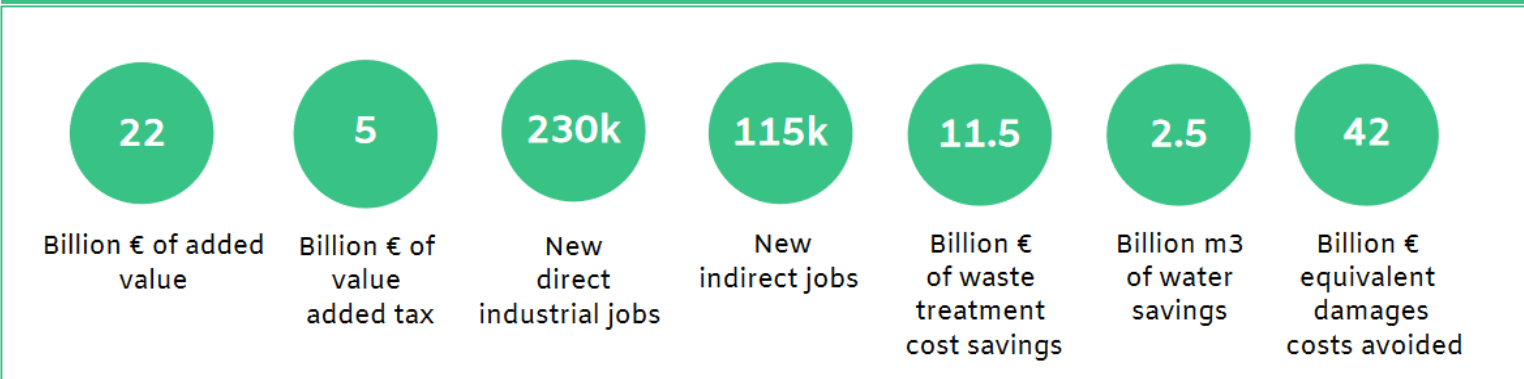 22
Billion € of added
value
5
Billion € of
value
added tax
230k
New
direct
industrial jobs
115k
New
indirect jobs
11.5
Billion €
of waste
treatment
cost savings
2.5
Billion m3
of water
savings
42
Billion €
equivalent
damages
costs avoided